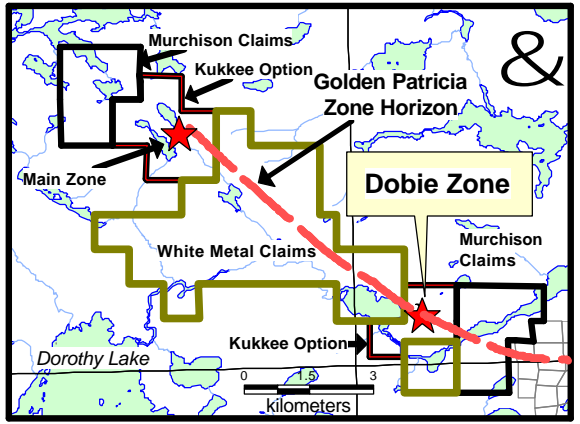 Murchison Claims
&
Kukkee Option
Golden Patricia
Zone Horizon
Main Zone
Dobie Zone
White Metal Claims
Murchison
Claims
Kukkee Option
Dorothy Lake
0 1.5 3
kilometers